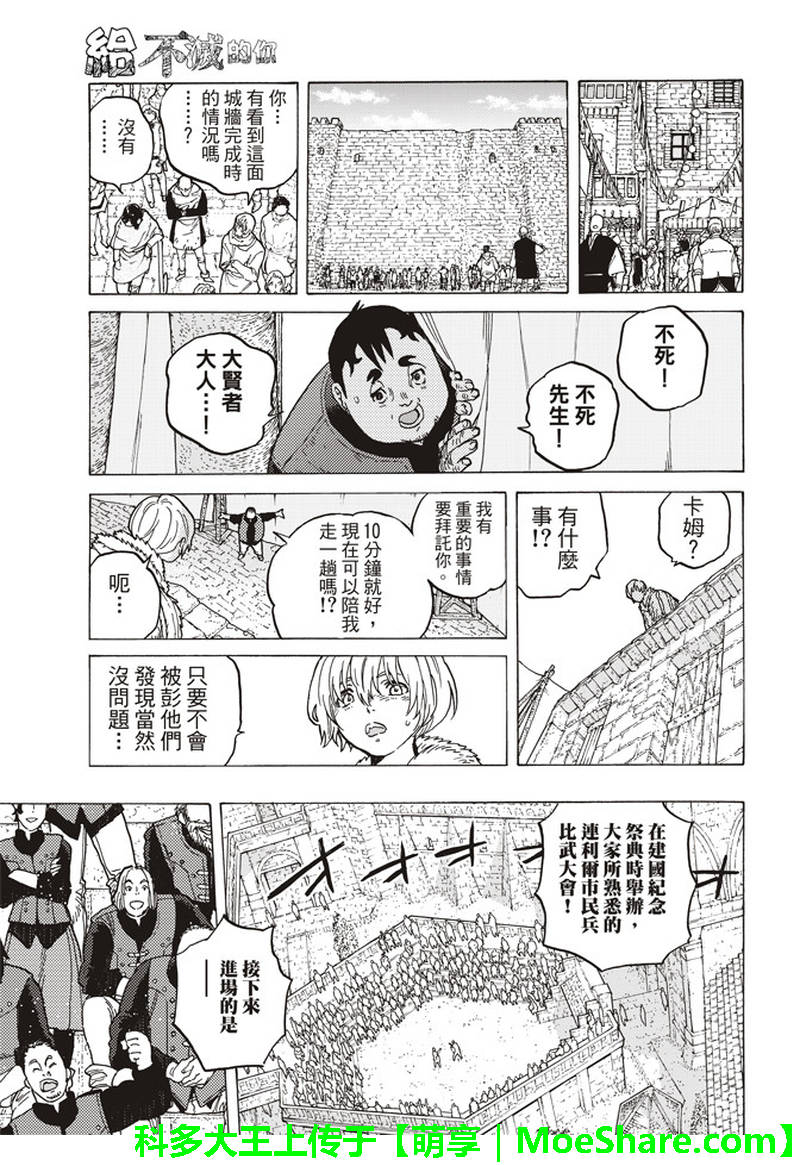 給不滅的你
你…
有看到這面
城牆完成時
的情況嗎
……？
沒有
……
不死！
不死
先生！
大賢者
大人…！
卡姆？
有什麼
事!?
我有
重要的事情
要拜託你。
10分鐘就好，
現在可以陪我
走一趟嗎!?
呃…
只要不會
被彭他們
發現當然
沒問題…
在建國紀念
祭典時舉辦，
大家所熟悉的
連利爾市民兵
比武大會！
接下來
進場的是
——
科多大王上传于【萌享】MoeShare.com】